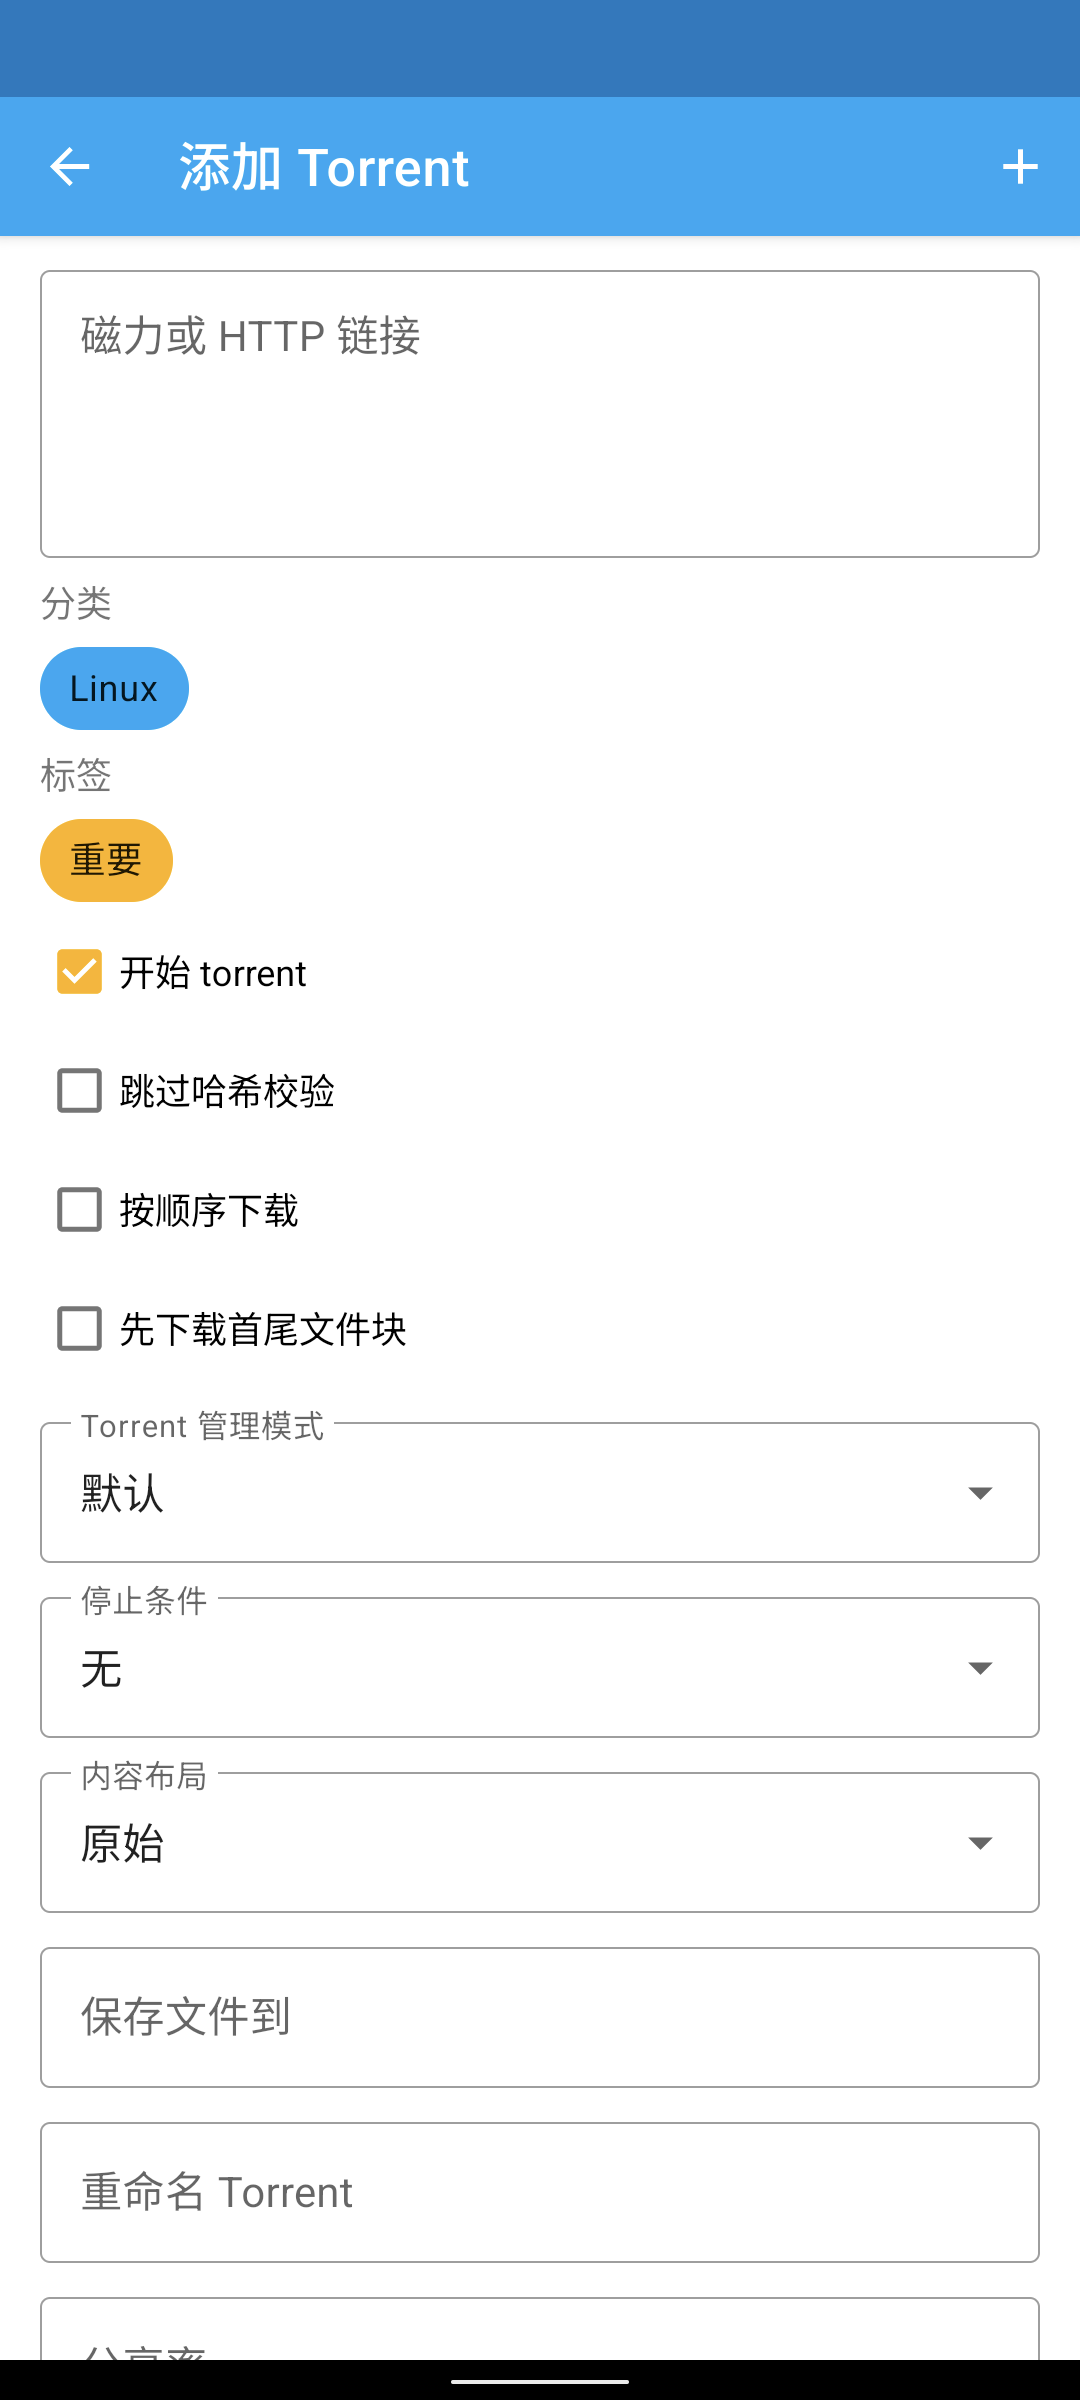 添加 Torrent
磁力或 HTTP 链接
分类
Linux
标签
重要
开始 torrent
跳过哈希校验
按顺序下载
先下载首尾文件块
Torrent 管理模式
默认
停止条件
无
内容布局
原始
保存文件到
重命名 Torrent
分享率